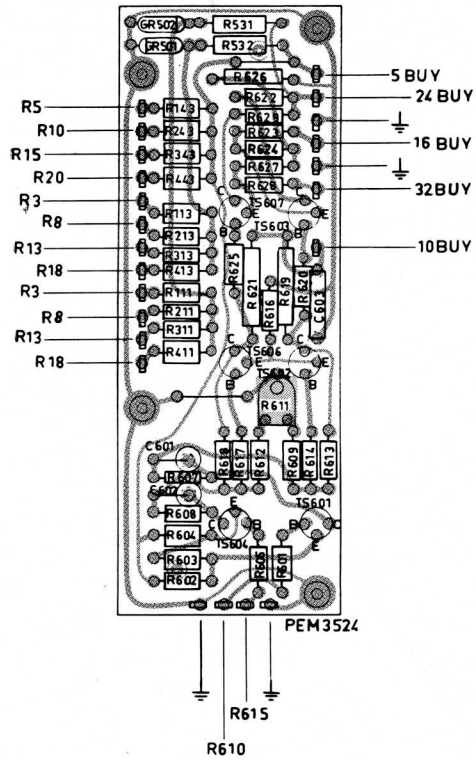 GR502
R531
GR501
R532
R626
5 BUY
R622
24 BUY
R5
R143
R629
R10
R243
R623
16 BUY
R15
R343
R624
R627
R20
R443
R628
32BUY
R3
C
TS607
C
R113
E
E
R8
TS603
R213
B
B
R13
R313
10 BUY
R18
R413
R625
R621
R619
R620
C603
R3
R111
R616
R8
R211
R13
R311
TS606
R18
R411
C
E
C
E
TS602
B
B
R611
C601
R618
R617
R612
R609
R614
R613
R607
C602
E
TS601
R608
C
B
B
C
R604
TS604
E
R603
R606
R601
R602
PEM3524
R615
R610